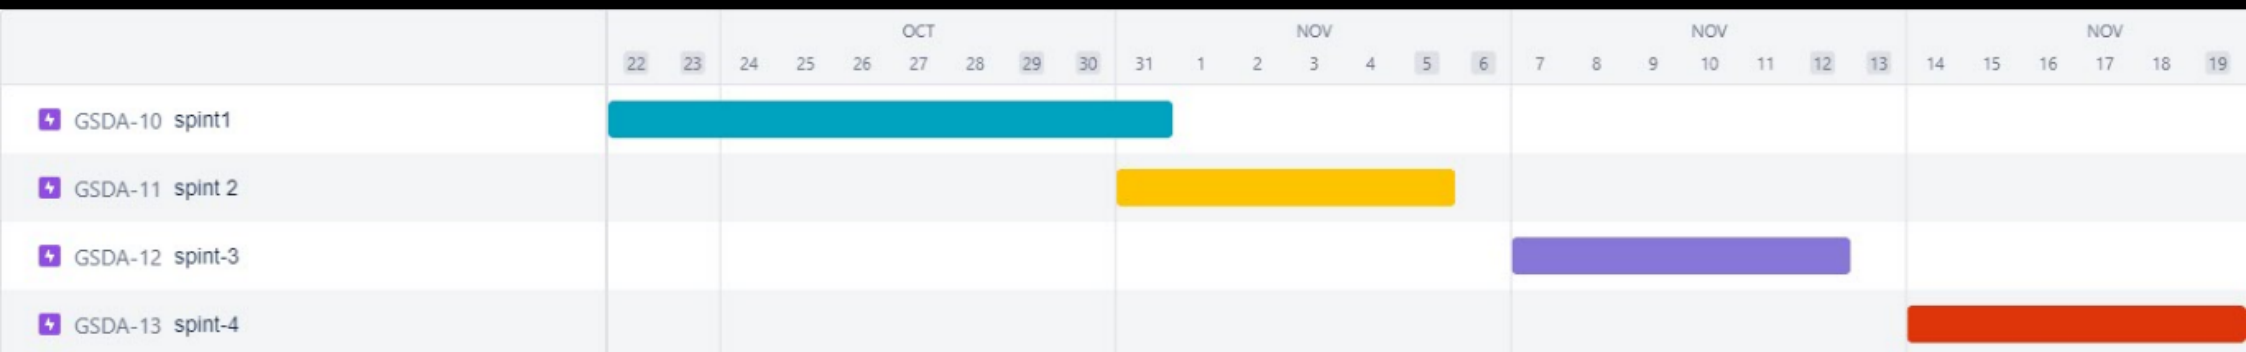 OCT NOV NOV NOV
22 23 24 25 26 27 28 29 30 31 1 2 3 4 5 6 7 8 9 10 11 12 13 14 15 16 17 18 19
GSDA-10 spint1
GSDA-11 spint 2
GSDA-12 spint-3
GSDA-13 spint-4